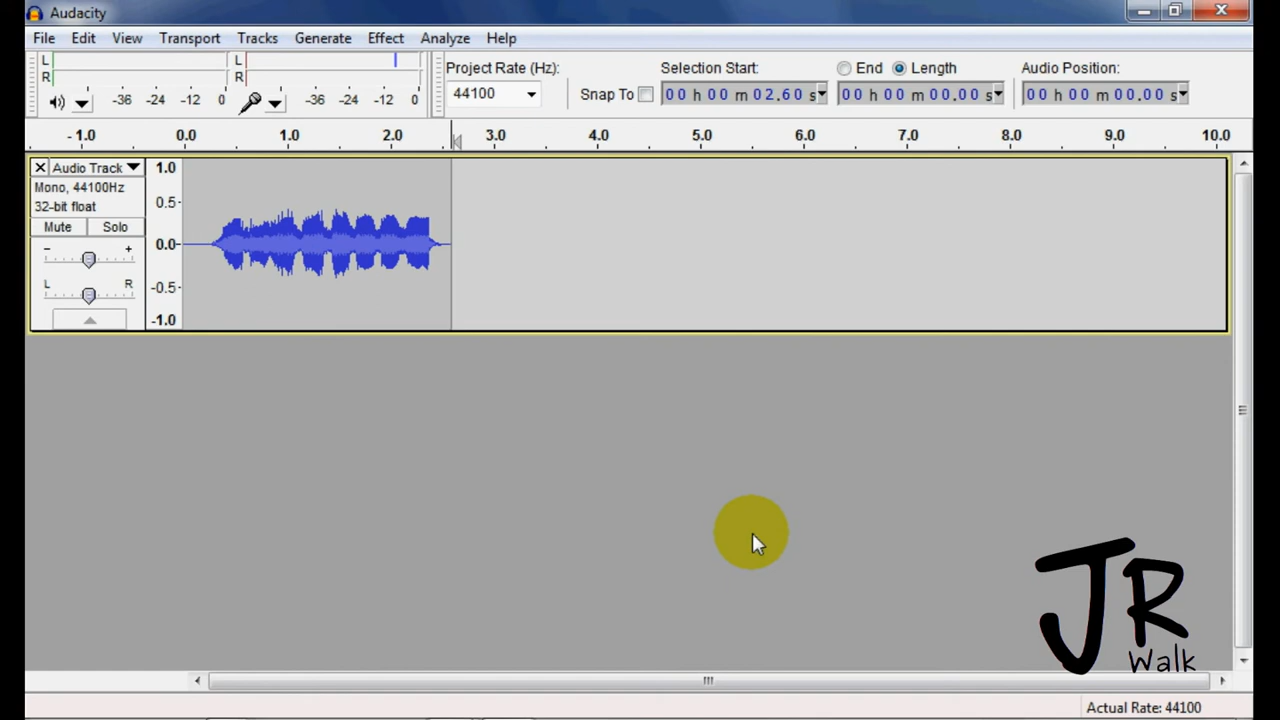 Audacity
File Edit View Transport Tracks Generate Effect Analyze Help
L L
R R
-36 -24 -12 0 -36 -24 -12 0
Project Rate (Hz): Selection Start: End Length Audio Position:
44100 Snap To 00 h 00 m 02.60 s 00 h 00 m 00.00 s 00 h 00 m 00.00 s
-1.0 0.0 1.0 2.0 3.0 4.0 5.0 6.0 7.0 8.0 9.0 10.0
X Audio Track
Mono, 44100Hz
32-bit float
Mute Solo
- +
L R
1.0
0.5
0.0
-0.5
-1.0
JR
Walk
Actual Rate: 44100